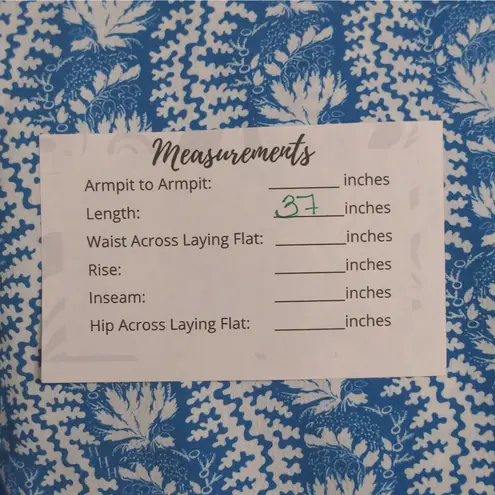 Measurements
Armpit to Armpit: ________ inches
Length: 37 inches
Waist Across Laying Flat: ________ inches
Rise: ________ inches
Inseam: ________ inches
Hip Across Laying Flat: ________ inches